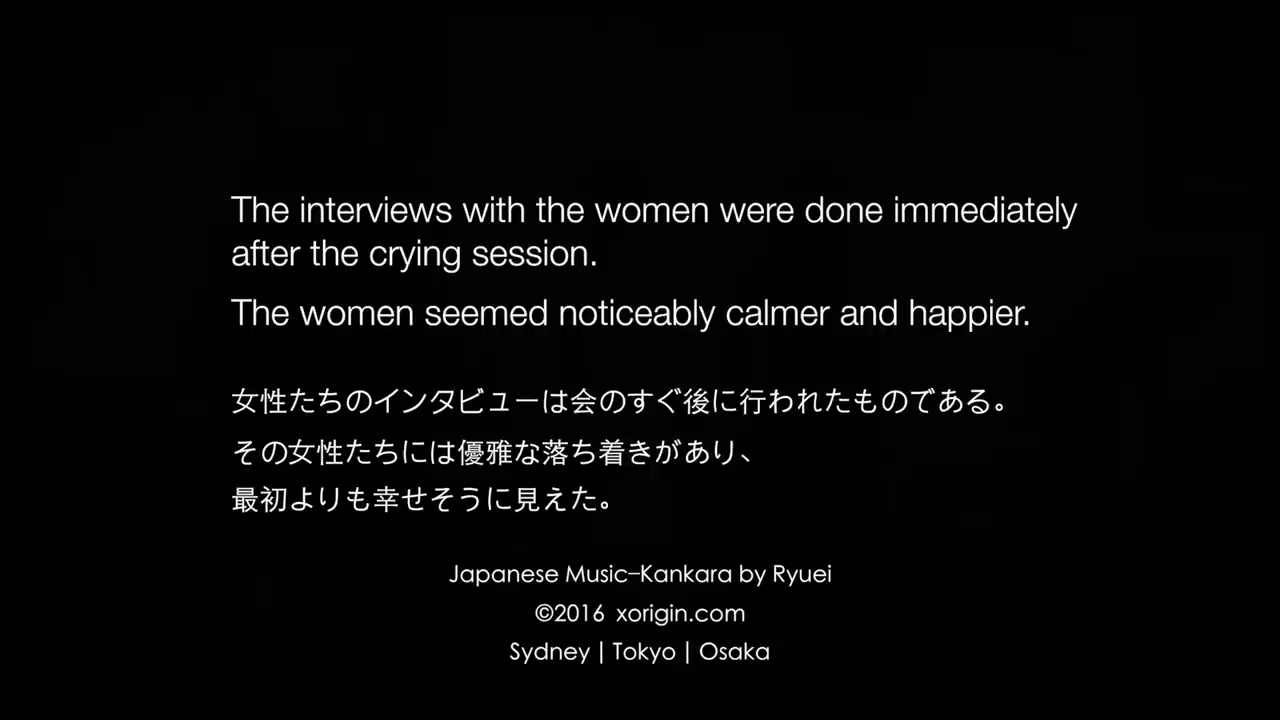 The interviews with the women were done immediately
after the crying session.
The women seemed noticeably calmer and happier.
女性たちのインタビューは会のすぐ後に行われたものである。
その女性たちには優雅な落ち着きがあり、
最初よりも幸せそうに見えた。
Japanese Music–Kankara by Ryuei
©2016 xorigin.com
Sydney | Tokyo | Osaka